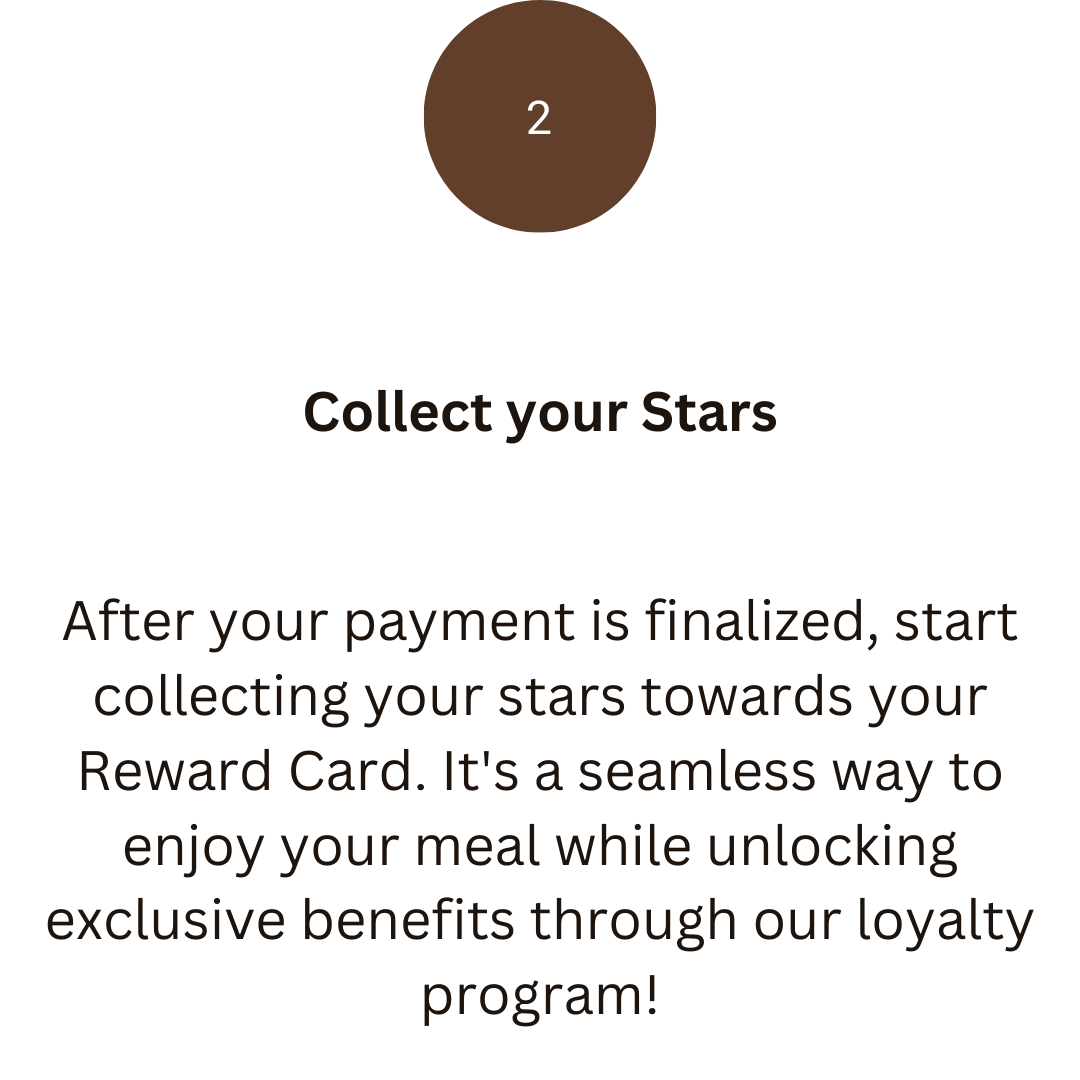 2
Collect your Stars
After your payment is finalized, start
collecting your stars towards your
Reward Card. It's a seamless way to
enjoy your meal while unlocking
exclusive benefits through our loyalty
program!